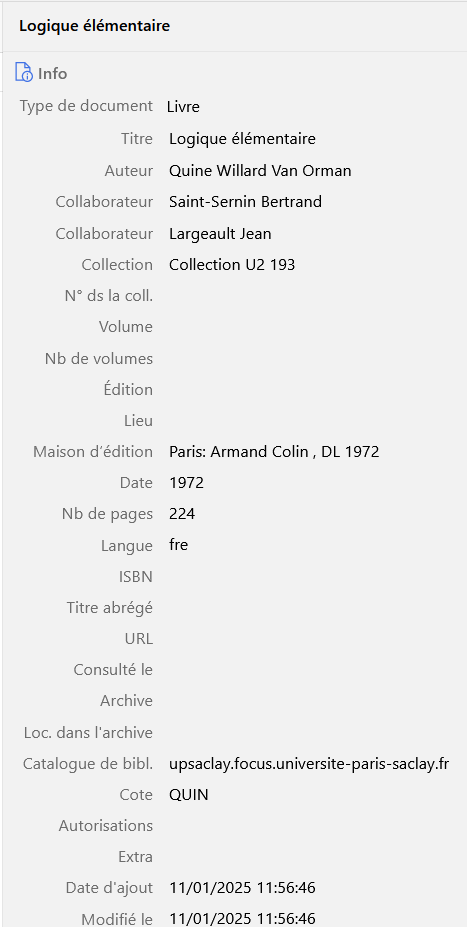 Logique élémentaire
Info
Type de document Livre
Titre Logique élémentaire
Auteur Quine Willard Van Orman
Collaborateur Saint-Sernin Bertrand
Collaborateur Largeault Jean
Collection Collection U2 193
N° ds la coll.
Volume
Nb de volumes
Édition
Lieu
Maison d’édition Paris: Armand Colin , DL 1972
Date 1972
Nb de pages 224
Langue fre
ISBN
Titre abrégé
URL
Consulté le
Archive
Loc. dans l'archive
Catalogue de bibl. upsaclay.focus.universite-paris-saclay.fr
Cote QUIN
Autorisations
Extra
Date d'ajout 11/01/2025 11:56:46
Modifié le 11/01/2025 11:56:46